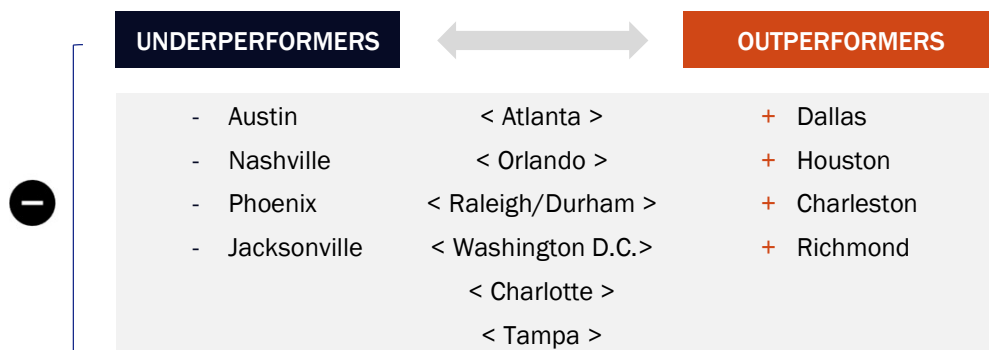 UNDERPERFORMERS OUTPERFORMERS
- Austin < Atlanta > + Dallas
- Nashville < Orlando > + Houston
- Phoenix < Raleigh/Durham > + Charleston
- Jacksonville < Washington D.C.> + Richmond
< Charlotte >
< Tampa >